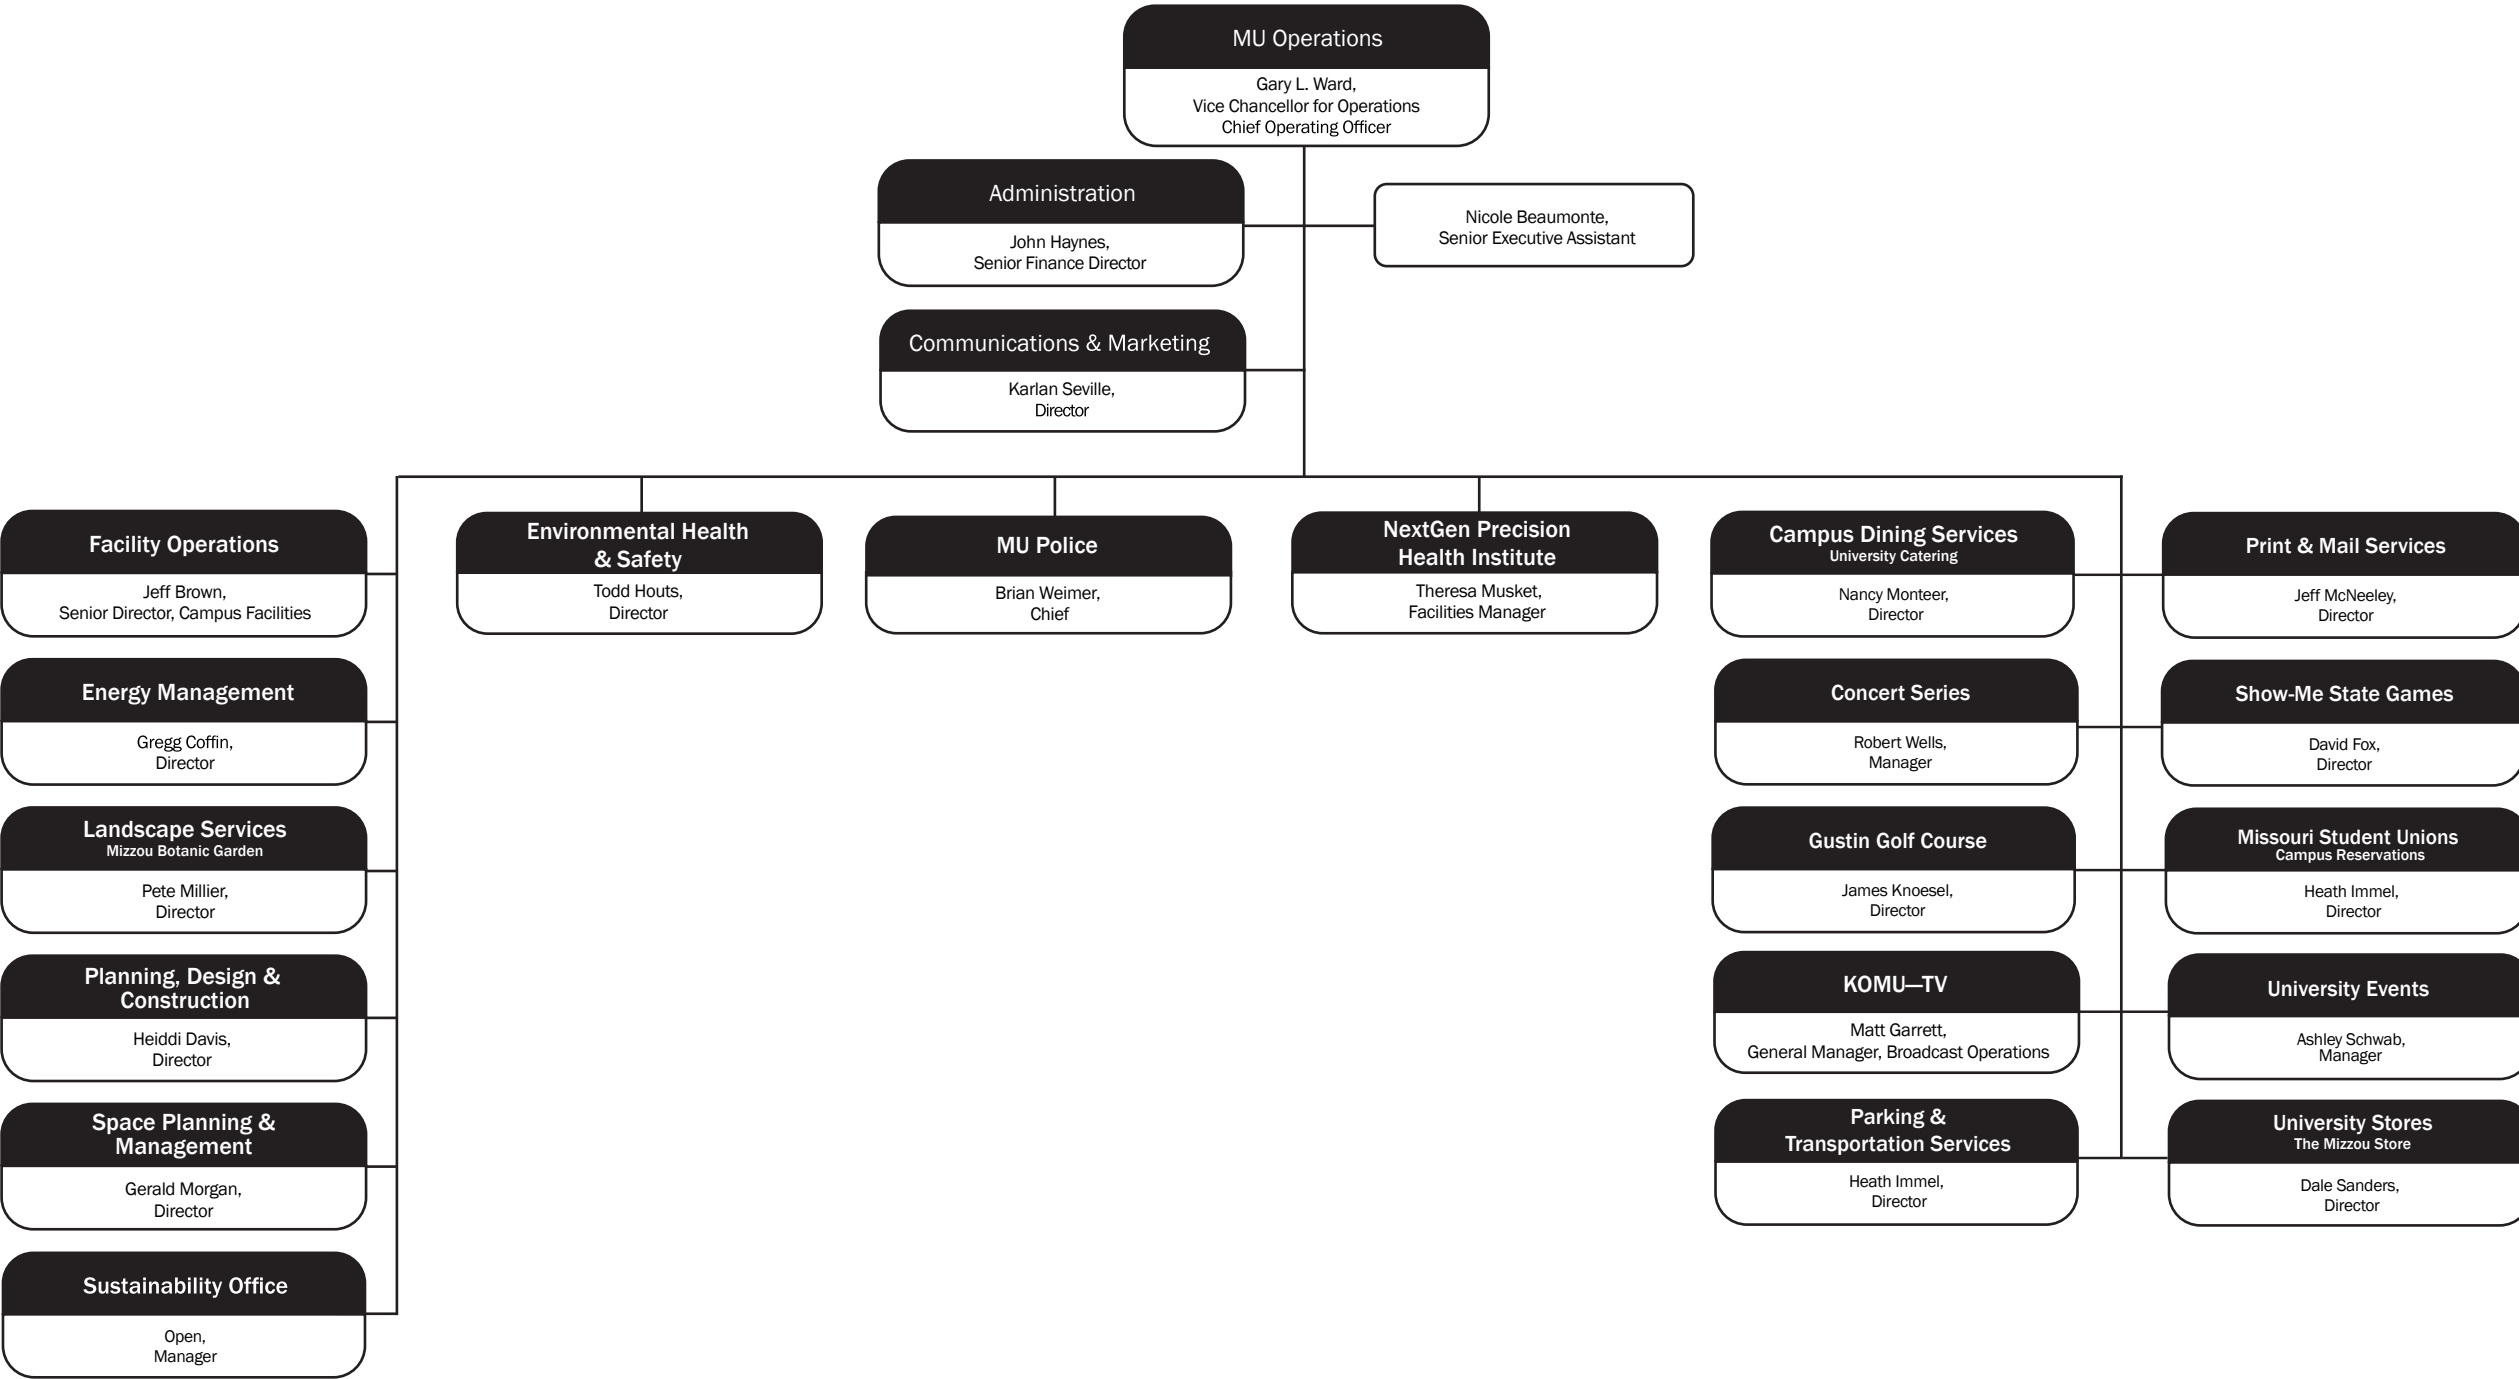 MU Operations
Gary L. Ward,
Vice Chancellor for Operations
Chief Operating Officer
Administration
John Haynes,
Senior Finance Director
Nicole Beaumonte,
Senior Executive Assistant
Communications & Marketing
Karlan Seville,
Director
Facility Operations
Jeff Brown,
Senior Director, Campus Facilities
Energy Management
Gregg Coffin,
Director
Landscape Services
Mizzou Botanic Garden
Pete Millier,
Director
Planning, Design &
Construction
Heiddi Davis,
Director
Space Planning &
Management
Gerald Morgan,
Director
Sustainability Office
Open,
Manager
Environmental Health
& Safety
Todd Houts,
Director
MU Police
Brian Weimer,
Chief
NextGen Precision
Health Institute
Theresa Musket,
Facilities Manager
Campus Dining Services
University Catering
Nancy Monteer,
Director
Concert Series
Robert Wells,
Manager
Gustin Golf Course
James Knoesel,
Director
KOMU—TV
Matt Garrett,
General Manager, Broadcast Operations
Parking &
Transportation Services
Heath Immel,
Director
Print & Mail Services
Jeff McNeeley,
Director
Show-Me State Games
David Fox,
Director
Missouri Student Unions
Campus Reservations
Heath Immel,
Director
University Events
Ashley Schwab,
Manager
University Stores
The Mizzou Store
Dale Sanders,
Director